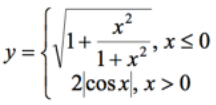 y = { √(1 + x²/(1 + x²)), x ≤ 0
2|cos x|, x > 0